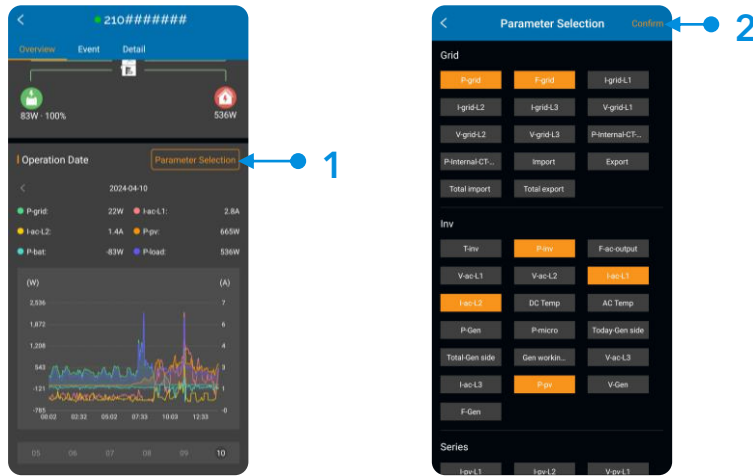 210#######
Overview Event Detail
83W - 100%
536W
Operation Date
Parameter Selection
1
2024-04-10
P-grid: 22W I-ac-L1: 2.8A
I-ac-L2: 1.4A P-pv: 665W
P-bat: -83W P-load: 536W
(W) (A)
2,536 7
1,872 6
1,208 4
543 3
-121 1
-785 -0
00:02 02:32 05:02 07:33 10:03 12:33
05 06 07 08 09 10
Parameter Selection Confirm
2
Grid
P-grid F-grid I-grid-L1
I-grid-L2 I-grid-L3 V-grid-L1
V-grid-L2 V-grid-L3 P-Internal-CT-...
P-Internal-CT-... Import Export
Total import Total export
Inv
T-inv P-inv F-ac-output
V-ac-L1 V-ac-L2 I-ac-L1
I-ac-L2 DC Temp AC Temp
P-Gen P-micro Today-Gen side
Total-Gen side Gen workin... V-ac-L3
I-ac-L3 P-pv V-Gen
F-Gen
Series
I-pv-L1 I-pv-L2 V-pv-L1